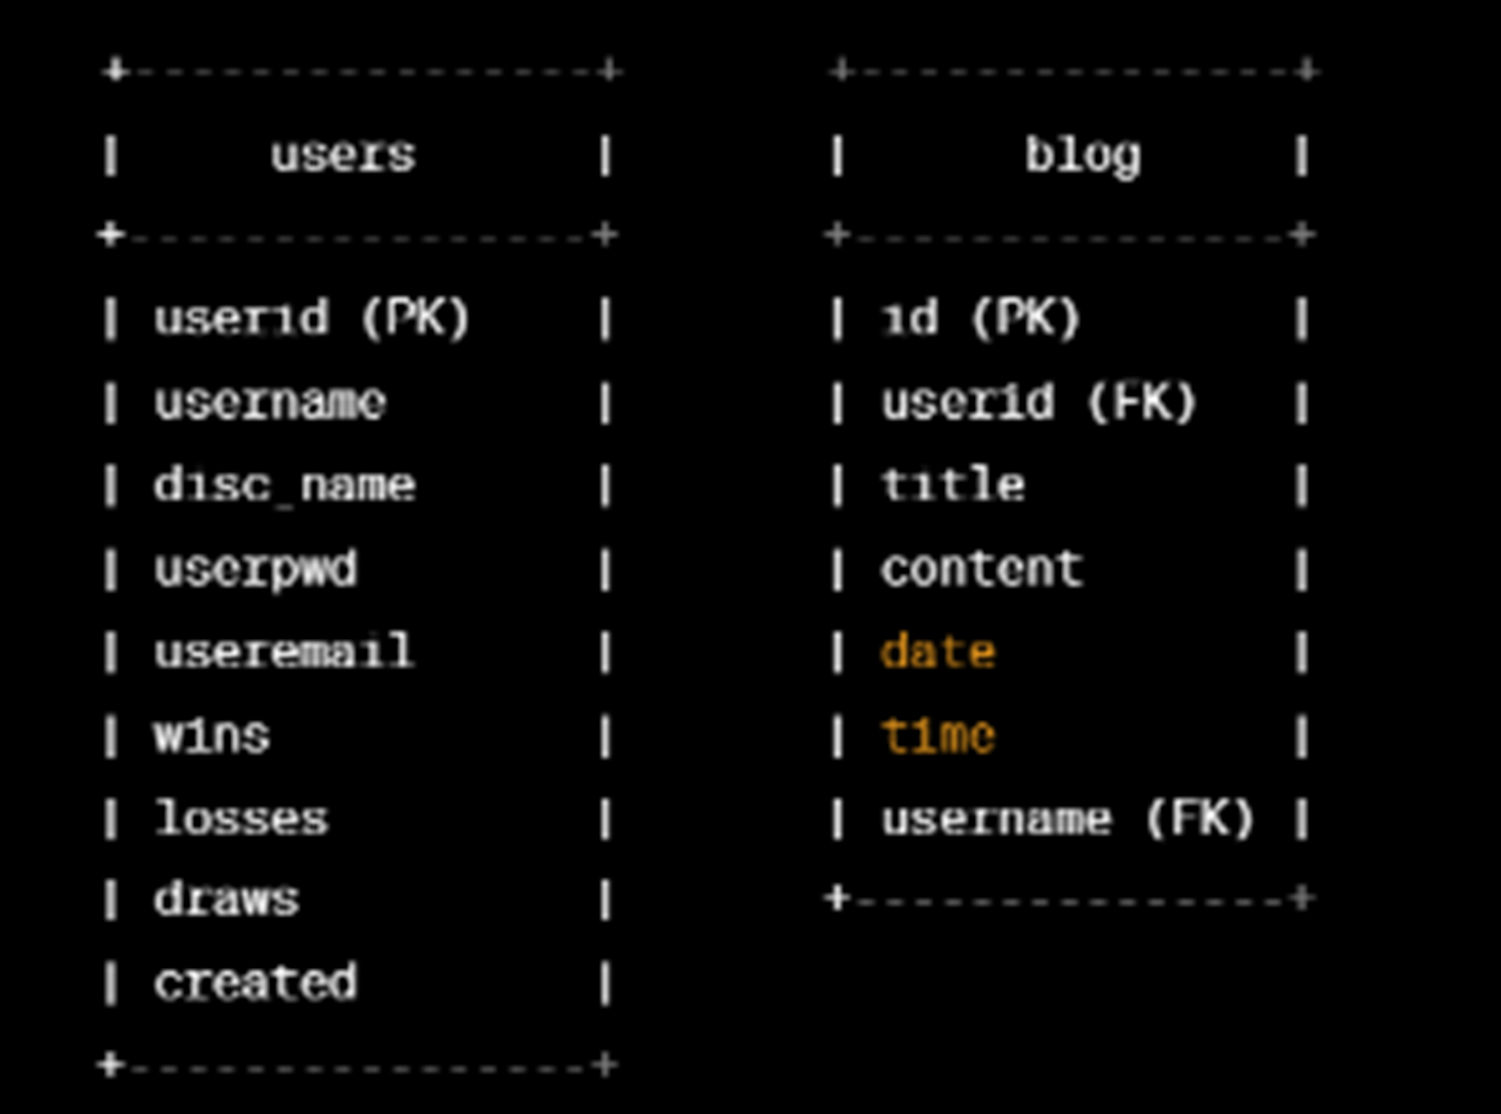 +-----------------+
|     users      |
+----------------+
| userid (PK)    |
| username       |
| disc_name      |
| userpwd        |
| useremail      |
| wins           |
| losses         |
| draws          |
| created        |
+----------------+
+---------------+
|      blog     |
+---------------+
| id (PK)       |
| userid (FK)   |
| title         |
| content       |
| date          |
| time          |
| username (FK) |
+---------------+